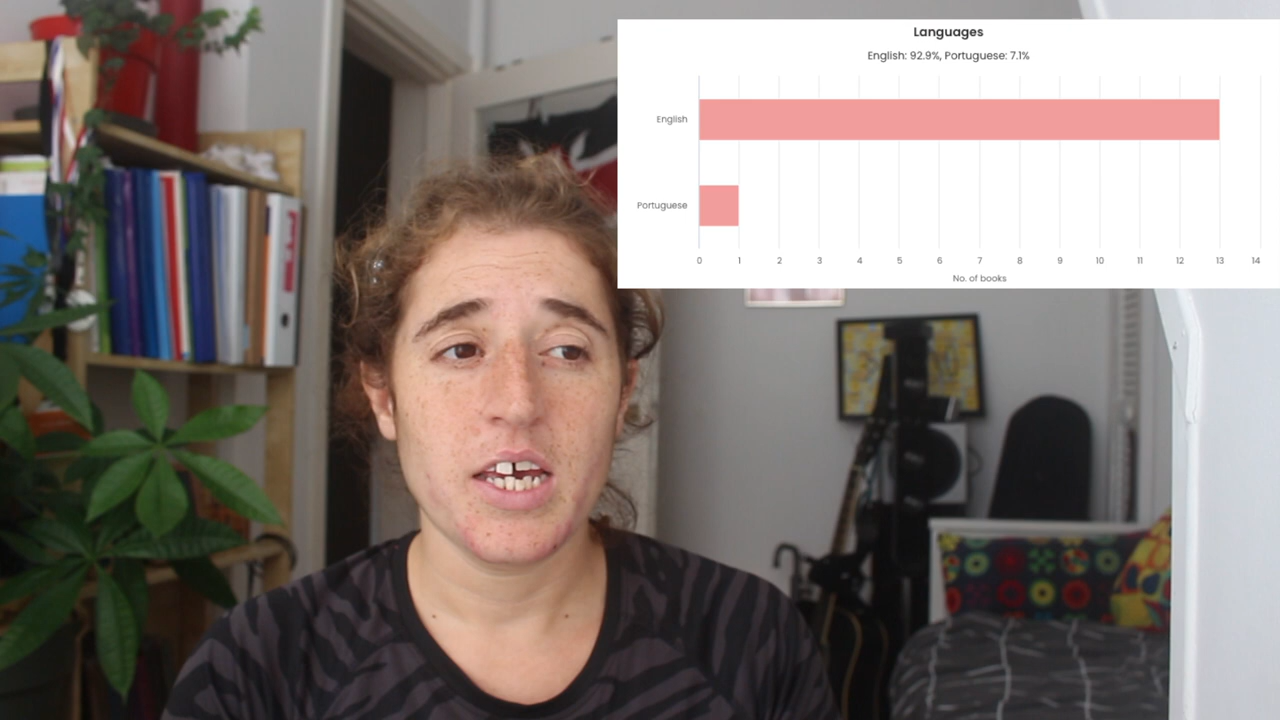 Languages
English: 92.9%, Portuguese: 7.1%
English
Portuguese
0 1 2 3 4 5 6 7 8 9 10 11 12 13 14
No. of books